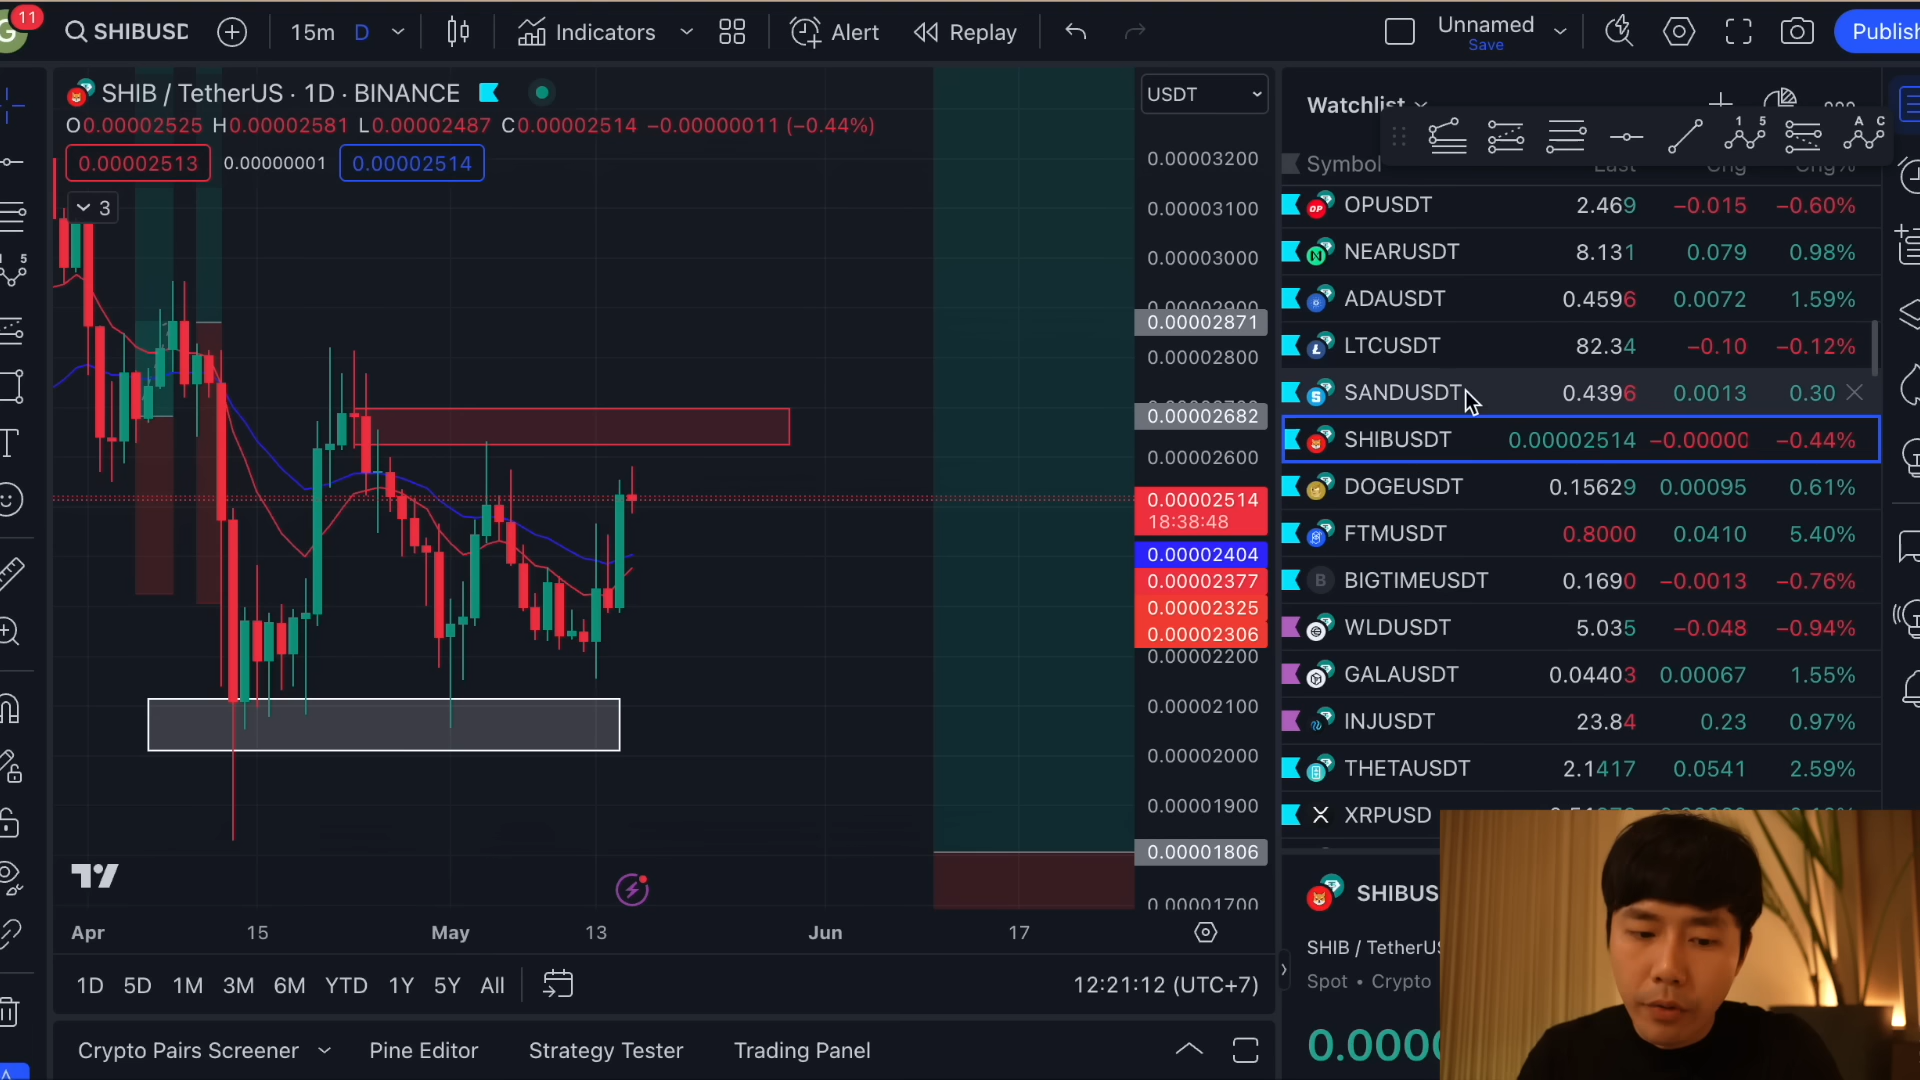 11
G SHIBUSD 15m D Indicators Alert Replay Unnamed Publish
Save
SHIB / TetherUS · 1D · BINANCE
USDT
O0.00002525 H0.00002581 L0.00002487 C0.00002514 −0.00000011 (−0.44%)
0.00002513 0.00000001 0.00002514
3
0.00003200
0.00003100
0.00003000
0.00002900
0.00002871
0.00002800
0.00002682
0.00002600
0.00002514
18:38:48
0.00002404
0.00002377
0.00002325
0.00002306
0.00002200
0.00002100
0.00002000
0.00001900
0.00001806
0.00001700
Apr 15 May 13 Jun 17
1D 5D 1M 3M 6M YTD 1Y 5Y All 12:21:12 (UTC+7)
Crypto Pairs Screener Pine Editor Strategy Tester Trading Panel
Watchlist
Symbol Last Chg Chg%
OPUSDT 2.469 −0.015 −0.60%
NEARUSDT 8.131 0.079 0.98%
ADAUSDT 0.4596 0.0072 1.59%
LTCUSDT 82.34 −0.10 −0.12%
SANDUSDT 0.4396 0.0013 0.30
SHIBUSDT 0.00002514 −0.00000 −0.44%
DOGEUSDT 0.15629 0.00095 0.61%
FTMUSDT 0.8000 0.0410 5.40%
B BIGTIMEUSDT 0.1690 −0.0013 −0.76%
WLDUSDT 5.035 −0.048 −0.94%
GALAUSDT 0.04403 0.00067 1.55%
INJUSDT 23.84 0.23 0.97%
THETAUSDT 2.1417 0.0541 2.59%
XRPUSD
SHIBUS
SHIB / TetherUS
Spot • Crypto
0.000